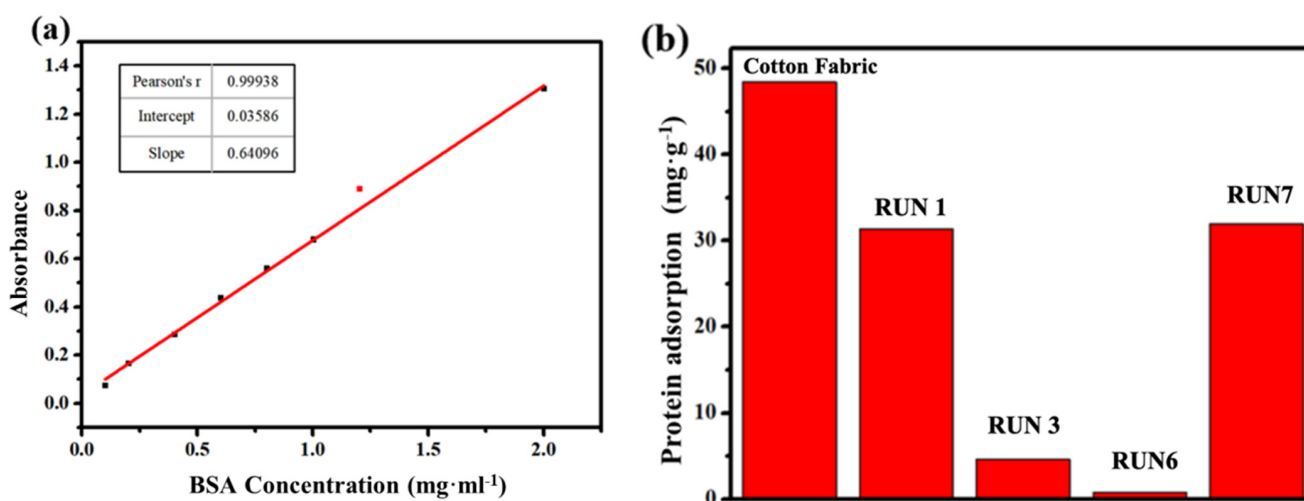 (a)
1.4
1.2
1.0
0.8
0.6
0.4
0.2
0.0
Absorbance
Pearson's r 0.99938
Intercept 0.03586
Slope 0.64096
0.0 0.5 1.0 1.5 2.0
BSA Concentration (mg·ml-1)
(b)
50
40
30
20
10
0
Protein adsorption (mg·g-1)
Cotton Fabric
RUN 1
RUN 3
RUN6
RUN7